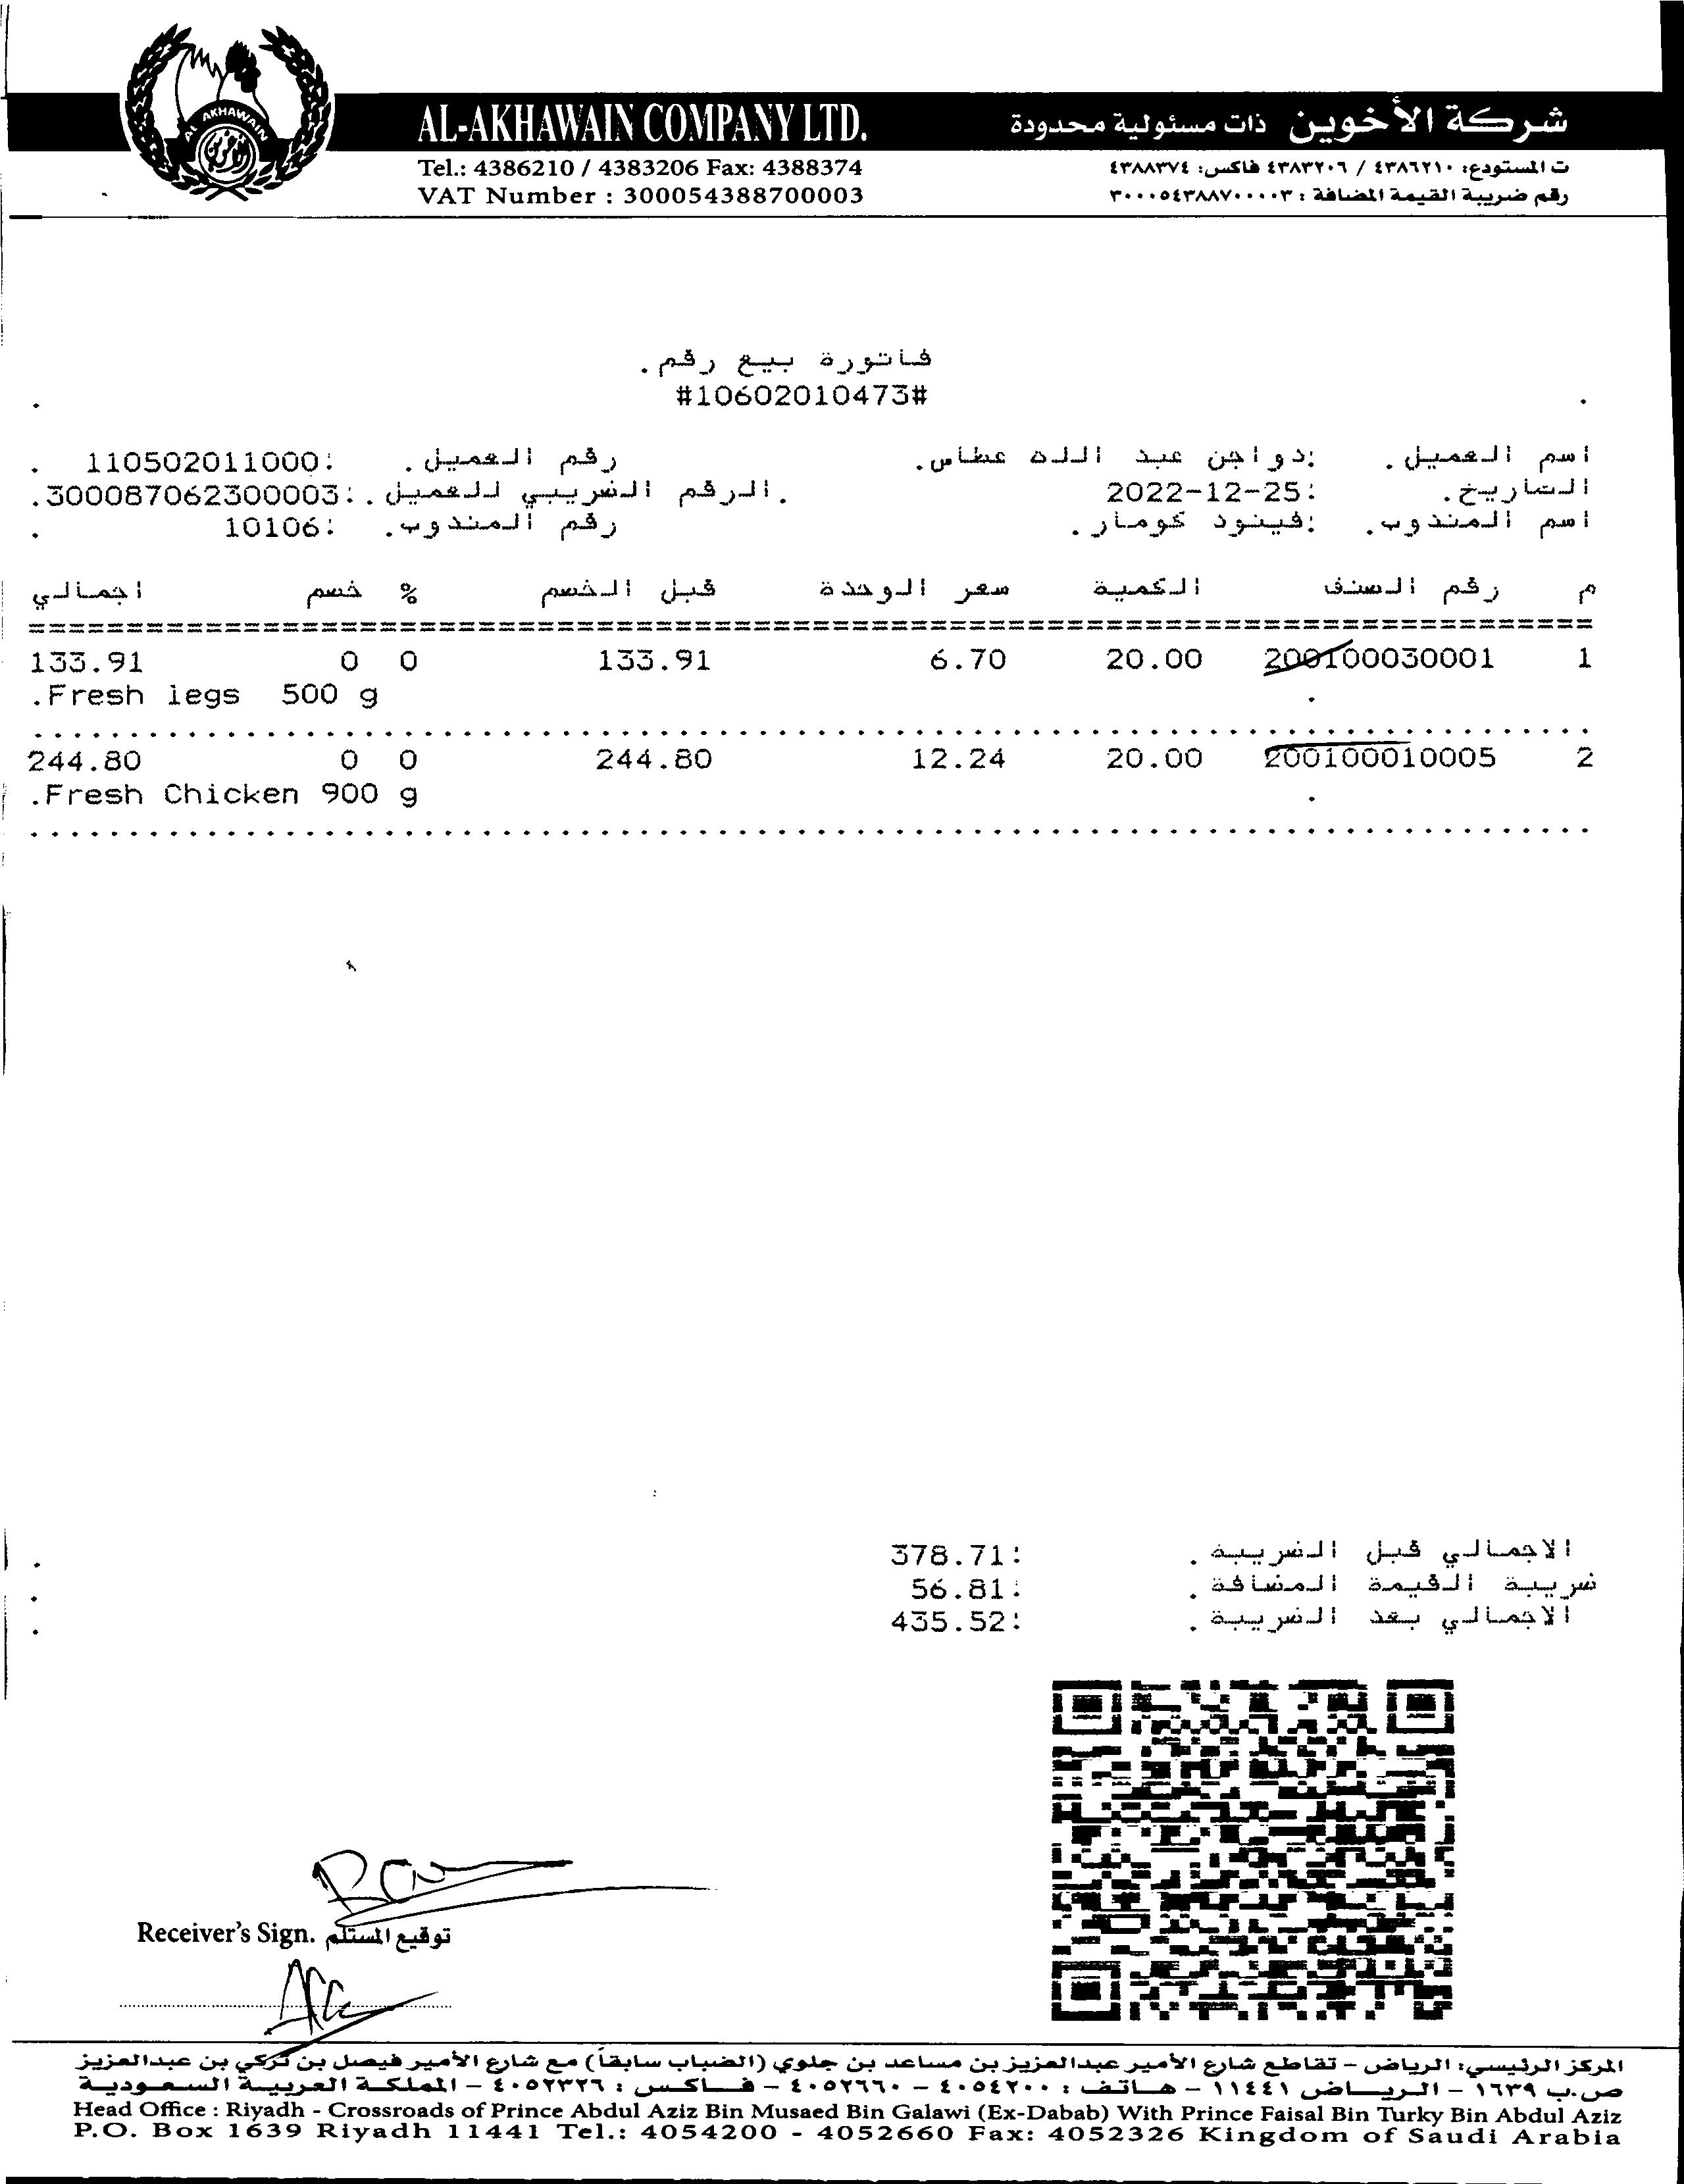 AL AKHAWAIN
AL-AKHAWAIN COMPANY LTD.
شركة الأخوين ذات مسئولية محدودة
Tel.: 4386210 / 4383206 Fax: 4388374
ت المستودع: ٤٣٨٦٢١٠ / ٤٣٨٣٢٠٦ فاكس: ٤٣٨٨٣٧٤
VAT Number : 300054388700003
رقم ضريبة القيمة المضافة : ٣٠٠٠٥٤٣٨٨٧٠٠٠٠٣
فاتورة بيع رقم.
#10602010473#
اسم العميل. :دواجن عبد الله عطاس. رقم العميل. :110502011000 .
التاريخ. :2022-12-25 .الرقم الضريبي للعميل.:300087062300003.
اسم المندوب. :فينود كومار. رقم المندوب. :10106 .
م رقم الصنف الكمية سعر الوحدة قبل الخصم % خصم اجمالي
1 200100030001 20.00 6.70 133.91 0 0 133.91
.Fresh legs 500 g
2 200100010005 20.00 12.24 244.80 0 0 244.80
.Fresh Chicken 900 g
الاجمالي قبل الضريبة. :378.71
ضريبة القيمة المضافة. :56.81
الاجمالي بعد الضريبة. :435.52
Receiver's Sign. توقيع المستلم
المركز الرئيسي: الرياض – تقاطع شارع الأمير عبدالعزيز بن مساعد بن جلوي (الضباب سابقاً) مع شارع الأمير فيصل بن تركي بن عبدالعزيز
ص.ب ١٦٣٩ – الرياض ١١٤٤١ – هاتف : ٤٠٥٤٢٠٠ – ٤٠٥٢٦٦٠ – فاكس : ٤٠٥٢٣٢٦ – المملكة العربية السعودية
Head Office : Riyadh - Crossroads of Prince Abdul Aziz Bin Musaed Bin Galawi (Ex-Dabab) With Prince Faisal Bin Turky Bin Abdul Aziz
P.O. Box 1639 Riyadh 11441 Tel.: 4054200 - 4052660 Fax: 4052326 Kingdom of Saudi Arabia